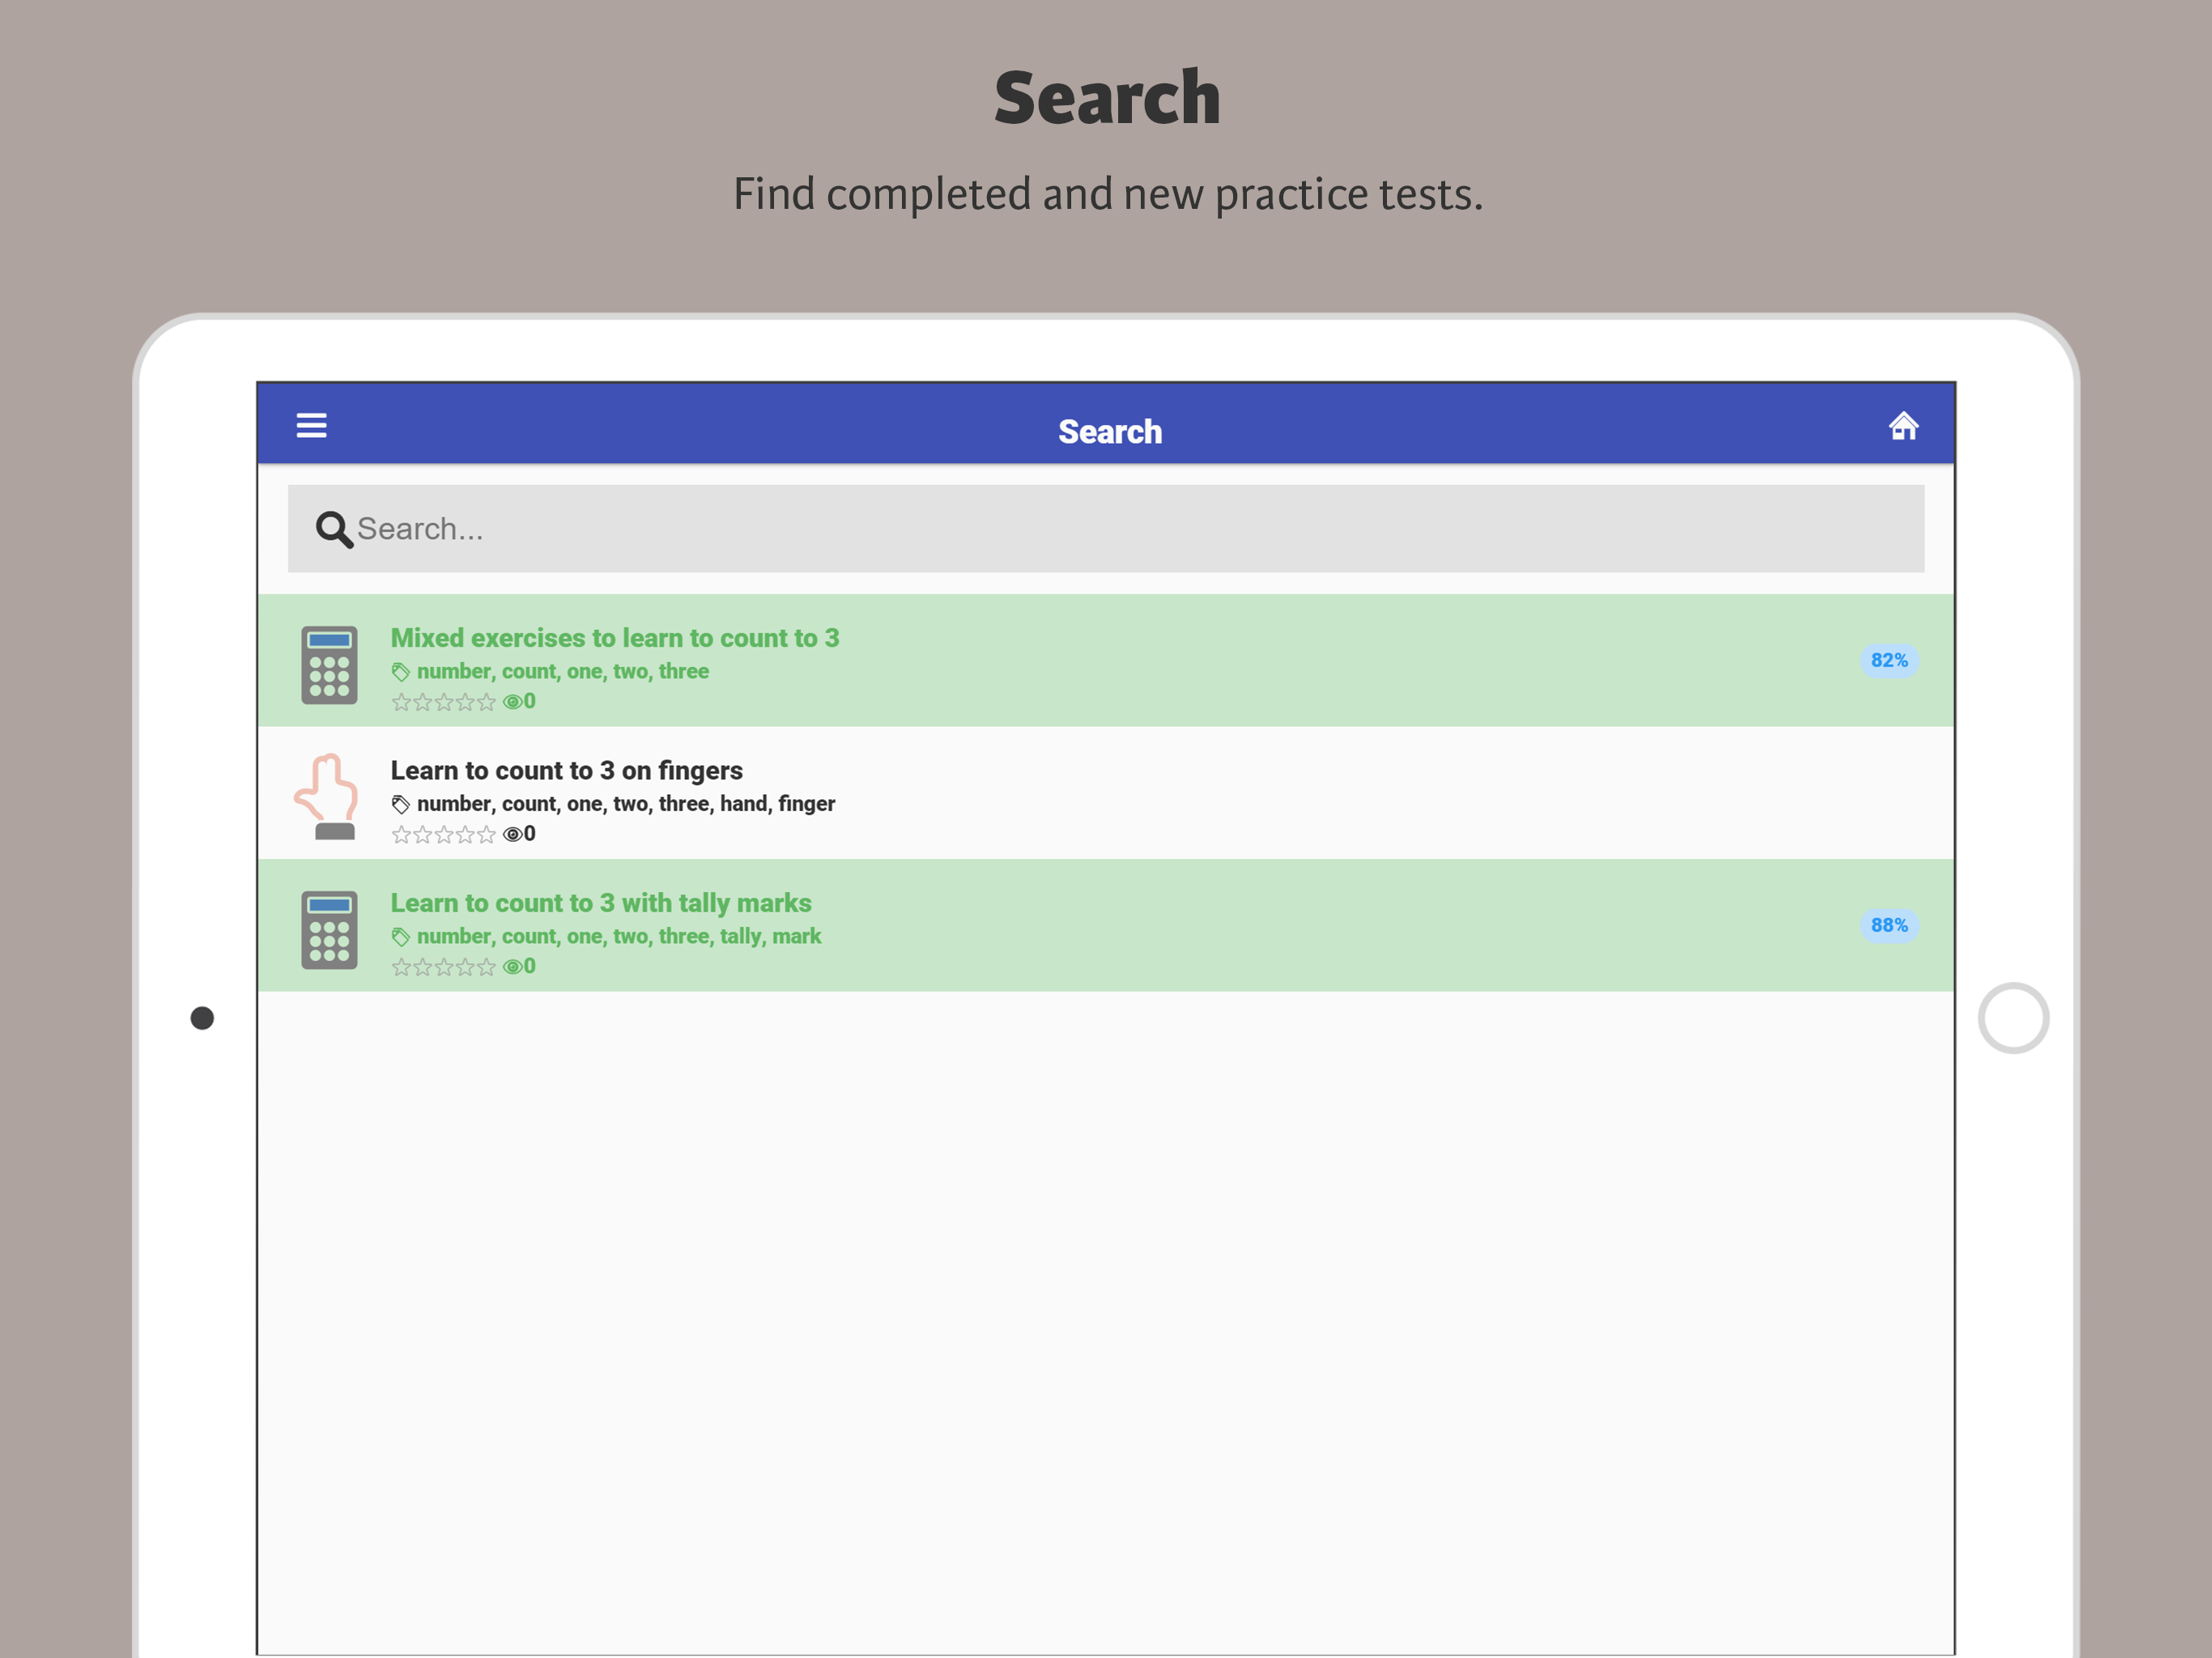 Search
Find completed and new practice tests.
Search
Search...
Mixed exercises to learn to count to 3
number, count, one, two, three
0
82%
Learn to count to 3 on fingers
number, count, one, two, three, hand, finger
0
Learn to count to 3 with tally marks
number, count, one, two, three, tally, mark
0
88%